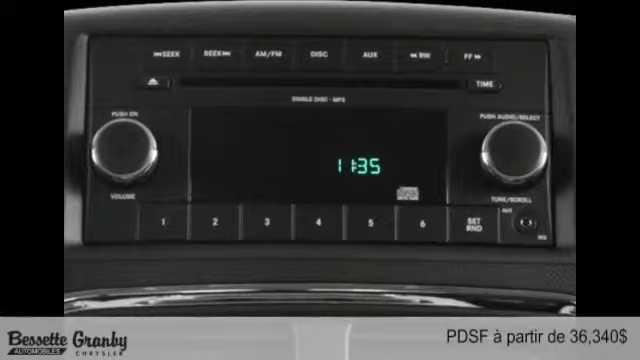 ⏮SEEK SEEK⏭ AM/FM DISC AUX ◀◀ RW FF ▶▶
TIME
SINGLE DISC - MP3
PUSH ON
PUSH AUDIO/SELECT
11:35
VOLUME
TUNE/SCROLL
1 2 3 4 5 6 SET RND
AUX
Bessette Granby
AUTOMOBILES
CHRYSLER
PDSF à partir de 36,340$